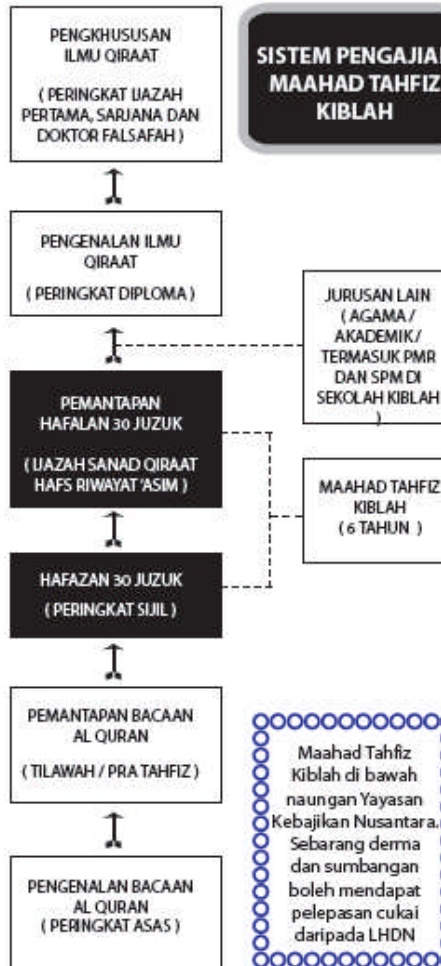 PENGKHUSUSAN
ILMU QIRAAT
( PERINGKAT IJAZAH
PERTAMA, SARJANA DAN
DOKTOR FALSAFAH )
SISTEM PENGAJIAN
MAAHAD TAHFIZ
KIBLAH
PENGENALAN ILMU
QIRAAT
( PERINGKAT DIPLOMA )
JURUSAN LAIN
( AGAMA /
AKADEMIK /
TERMASUK PMR
DAN SPM DI
SEKOLAH KIBLAH
)
PEMANTAPAN
HAFALAN 30 JUZUK
( IJAZAH SANAD QIRAAT
HAFS RIWAYAT 'ASIM )
MAAHAD TAHFIZ
KIBLAH
( 6 TAHUN )
HAFAZAN 30 JUZUK
( PERINGKAT SIJIL )
PEMANTAPAN BACAAN
AL QURAN
( TILAWAH / PRA TAHFIZ )
PENGENALAN BACAAN
AL QURAN
( PERINGKAT ASAS )
Maahad Tahfiz
Kiblah di bawah
naungan Yayasan
Kebajikan Nusantara.
Sebarang derma
dan sumbangan
boleh mendapat
pelepasan cukai
daripada LHDN